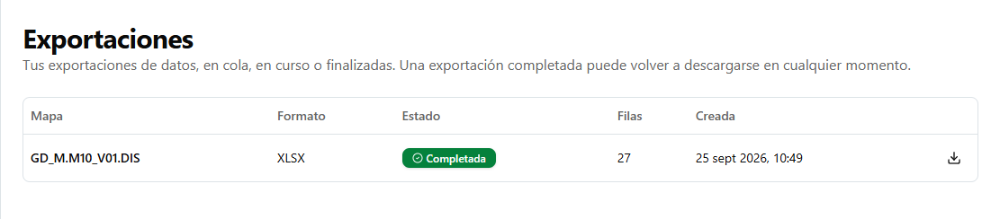 Exportaciones
Tus exportaciones de datos, en cola, en curso o finalizadas. Una exportación completada puede volver a descargarse en cualquier momento.
Mapa Formato Estado Filas Creada
GD_M.M10_V01.DIS XLSX Completada 27 25 sept 2026, 10:49